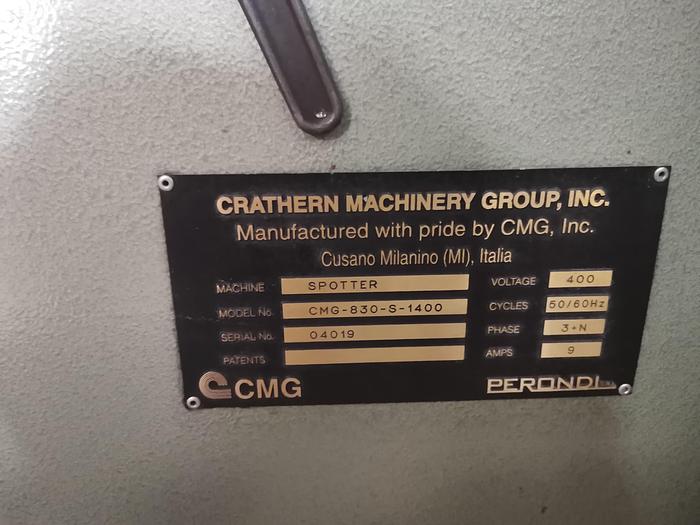 CRATHERN MACHINERY GROUP, INC.
Manufactured with pride by CMG, Inc.
Cusano Milanino (MI), Italia
MACHINE SPOTTER VOLTAGE 400
MODEL No. CMG-830-S-1400 CYCLES 50/60Hz
SERIAL No. 04019 PHASE 3+N
PATENTS AMPS 9
CMG PERONDI